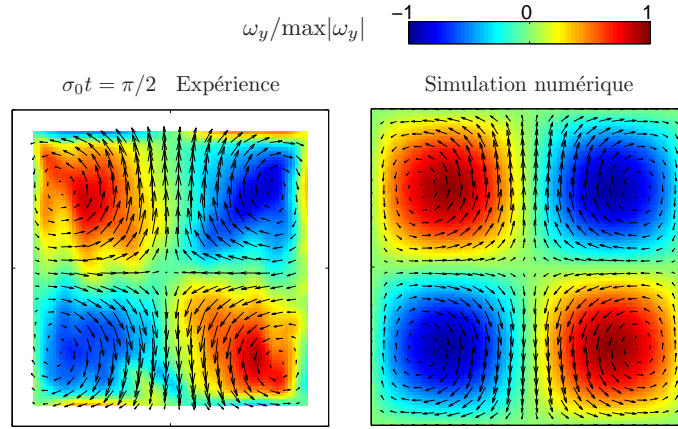 ω_y/max|ω_y| −1 0 1
σ_0t = π/2 Expérience Simulation numérique